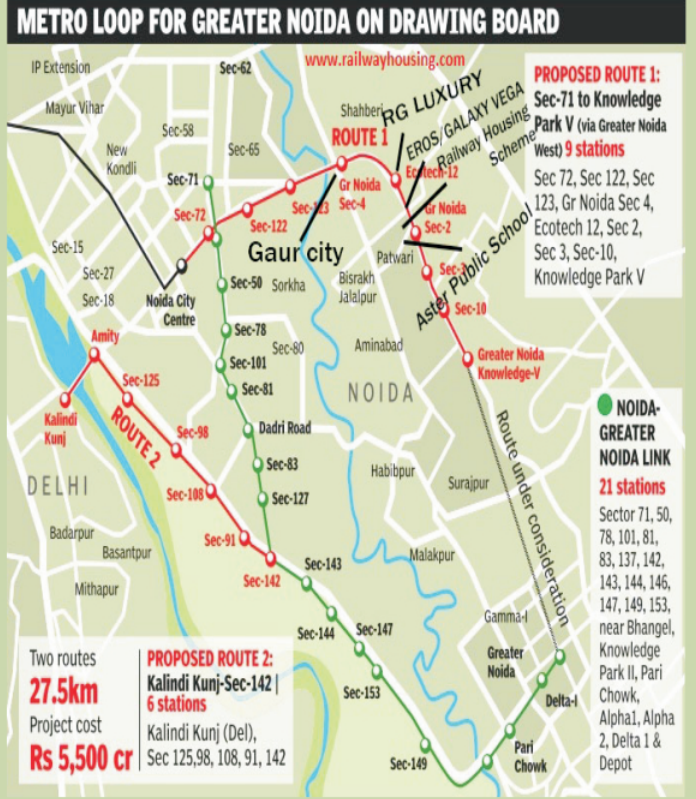 METRO LOOP FOR GREATER NOIDA ON DRAWING BOARD
www.railwayhousing.com
IP Extension
Sec-62
Mayur Vihar
Shahberi
RG LUXURY
EROS/GALAXY VEGA
Railway Housing
Scheme
Sec-58
New
Kondli
Sec-65
ROUTE 1
Sec-71
Ecotech-12
Gr Noida
Sec-4
Sec-123
Sec-122
Sec-72
Gr Noida
Sec-2
Gaur city
Patwari
Aster Public School
Sec-15
Sec-27
Sec-18
Noida City
Centre
Sec-50
Sorkha
Bisrakh
Jalalpur
Sec-3
Sec-10
Sec-78
Sec-80
Aminabad
Amity
Sec-101
Greater Noida
Knowledge-V
Sec-125
Sec-81
NOIDA
Kalindi
Kunj
ROUTE 2
Sec-98
Dadri Road
Route under consideration
DELHI
Sec-108
Sec-83
Sec-127
Habibpur
Surajpur
Badarpur
Basantpur
Sec-91
Sec-142
Sec-143
Malakpur
Mithapur
Sec-144
Sec-147
Gamma-I
Greater
Noida
Sec-153
Delta-I
Sec-149
Pari
Chowk
PROPOSED ROUTE 1:
Sec-71 to Knowledge
Park V (via Greater Noida
West) 9 stations
Sec 72, Sec 122, Sec
123, Gr Noida Sec 4,
Ecotech 12, Sec 2,
Sec 3, Sec-10,
Knowledge Park V
NOIDA-
GREATER
NOIDA LINK
21 stations
Sector 71, 50,
78, 101, 81,
83, 137, 142,
143, 144, 146,
147, 149, 153,
near Bhangel,
Knowledge
Park II, Pari
Chowk,
Alpha1, Alpha
2, Delta 1 &
Depot
Two routes
27.5km
Project cost
Rs 5,500 cr
PROPOSED ROUTE 2:
Kalindi Kunj-Sec-142 |
6 stations
Kalindi Kunj (Del),
Sec 125,98, 108, 91, 142